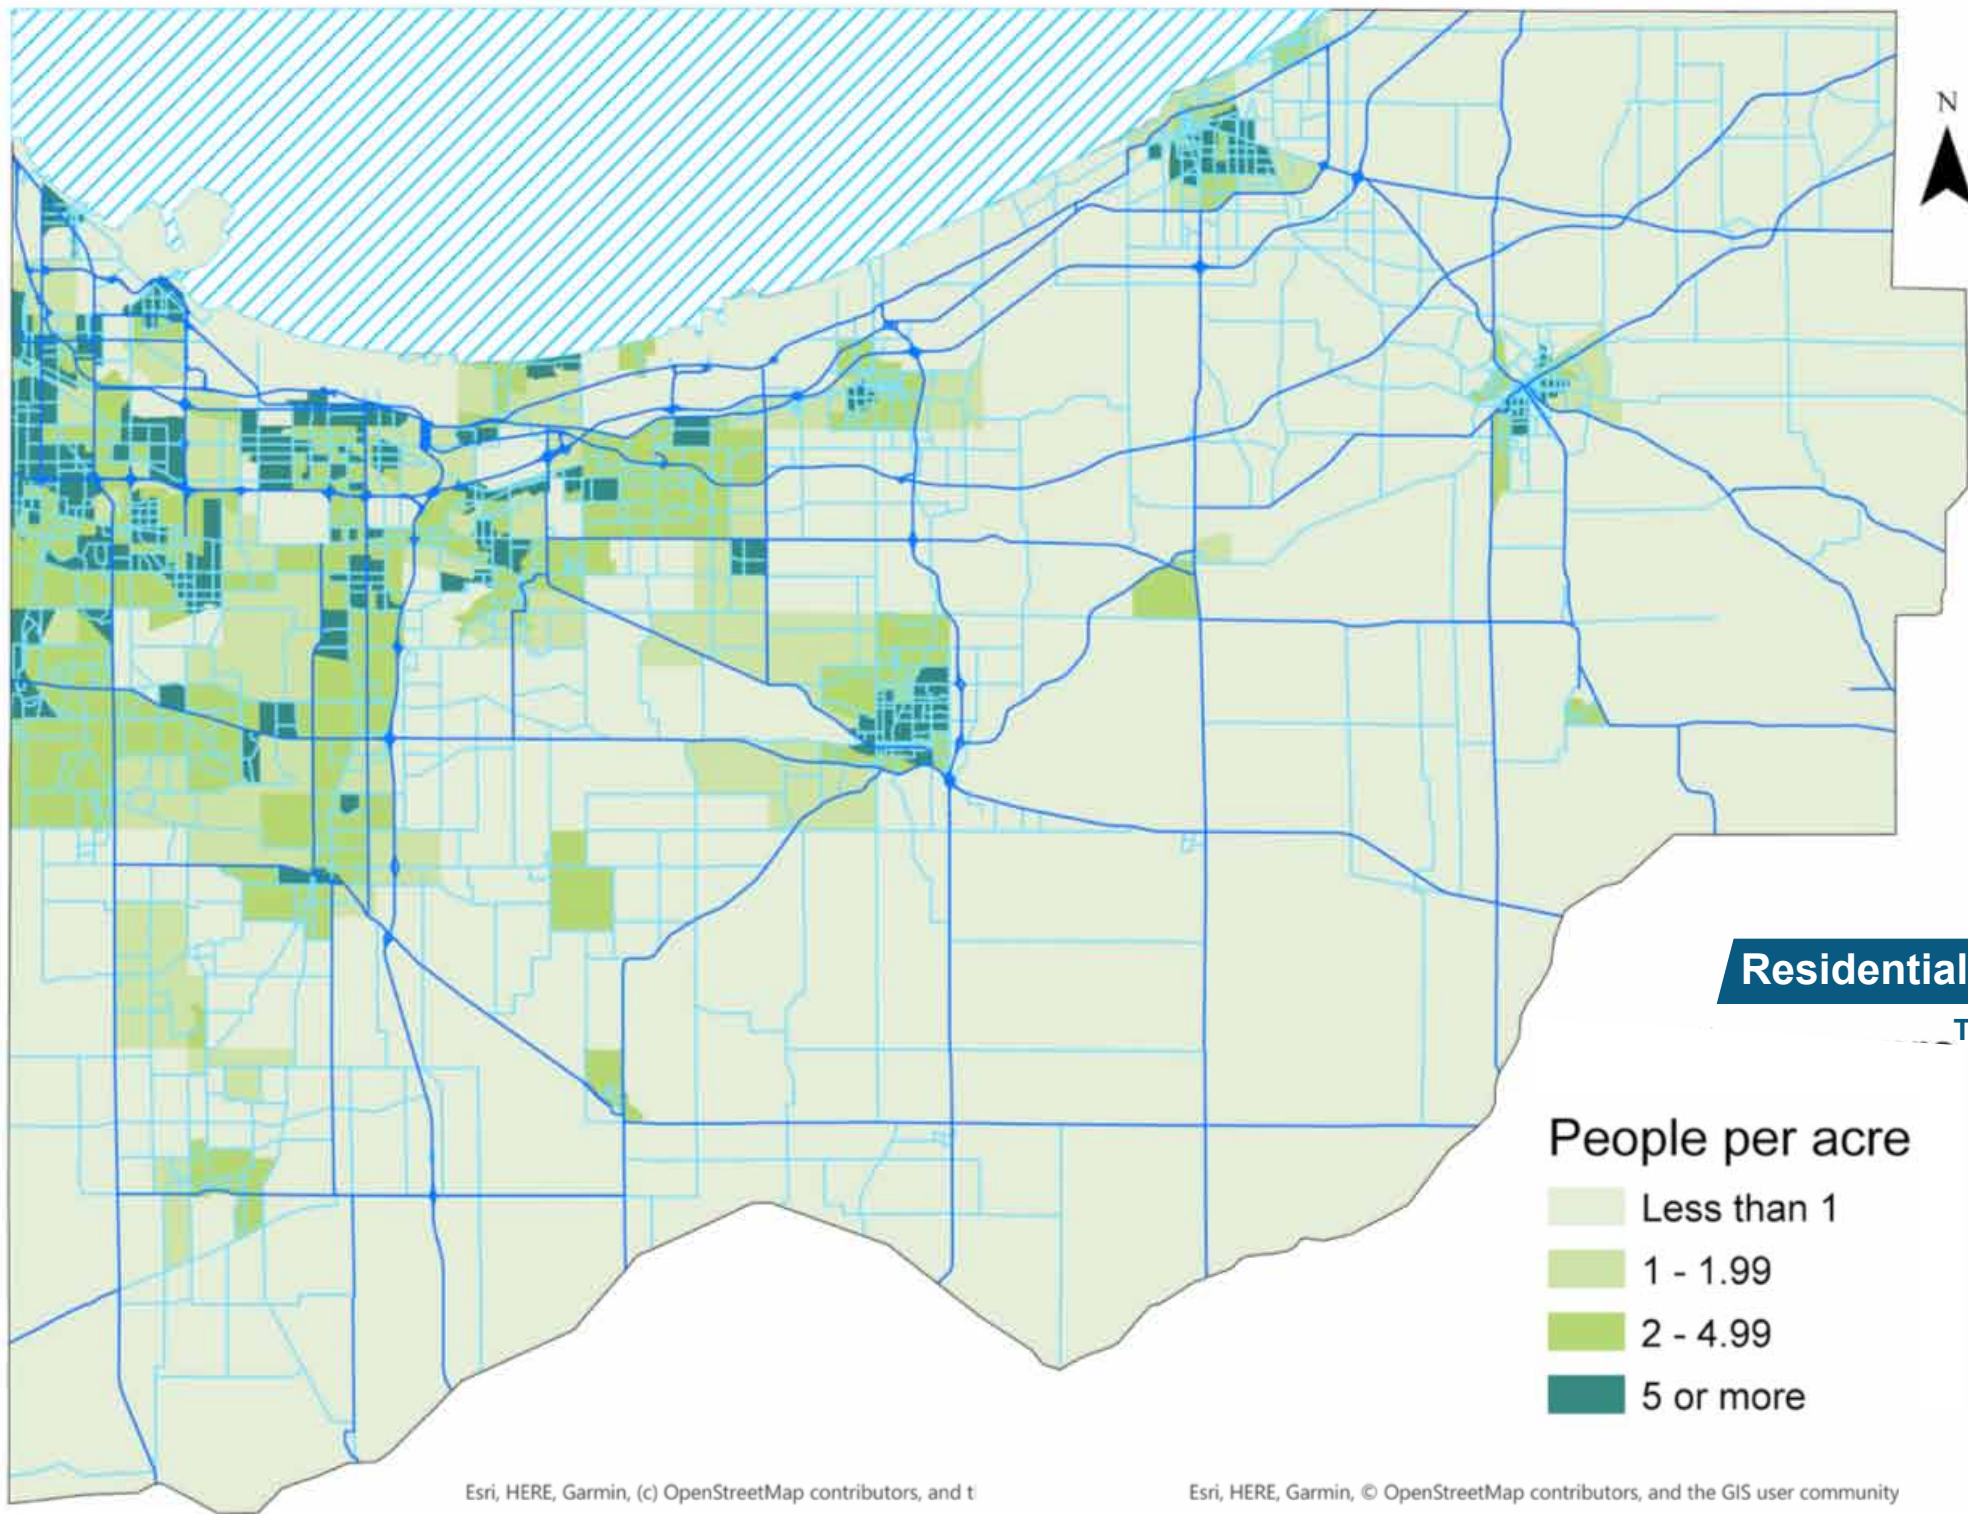 N
Residential
T
People per acre
Less than 1
1 - 1.99
2 - 4.99
5 or more
Esri, HERE, Garmin, (c) OpenStreetMap contributors, and t
Esri, HERE, Garmin, © OpenStreetMap contributors, and the GIS user community